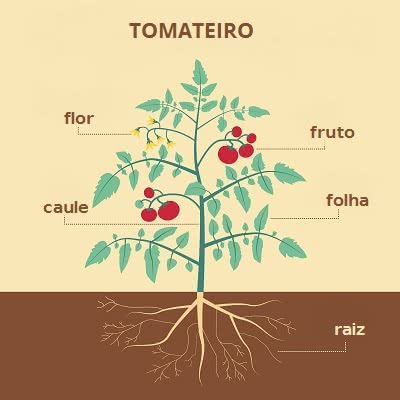 TOMATEIRO
flor
fruto
caule
folha
raiz